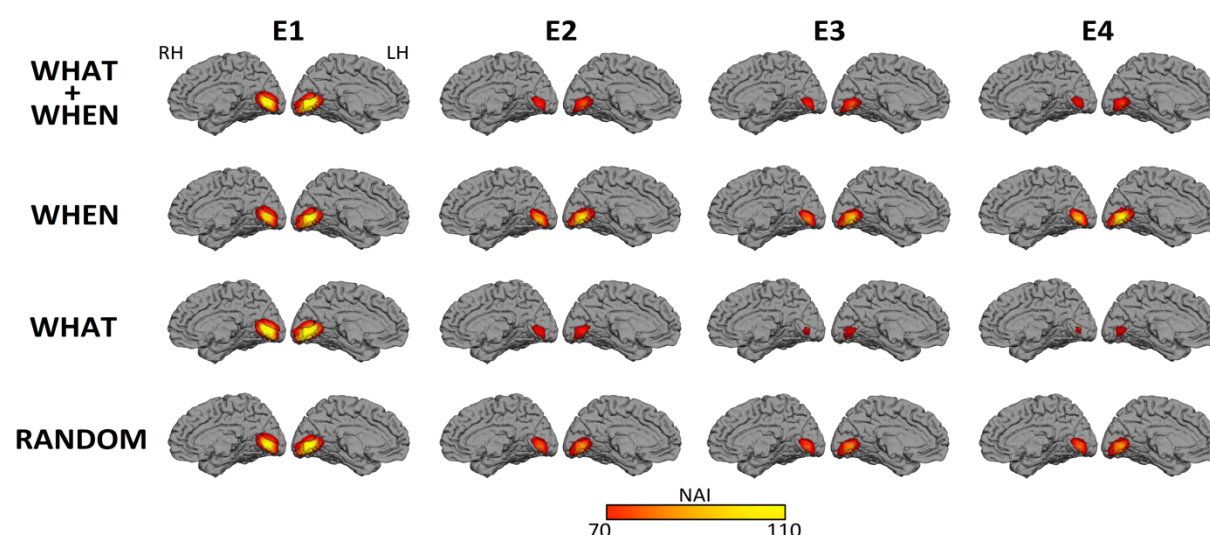 E1 E2 E3 E4
RH LH
WHAT
+
WHEN
WHEN
WHAT
RANDOM
NAI
70 110